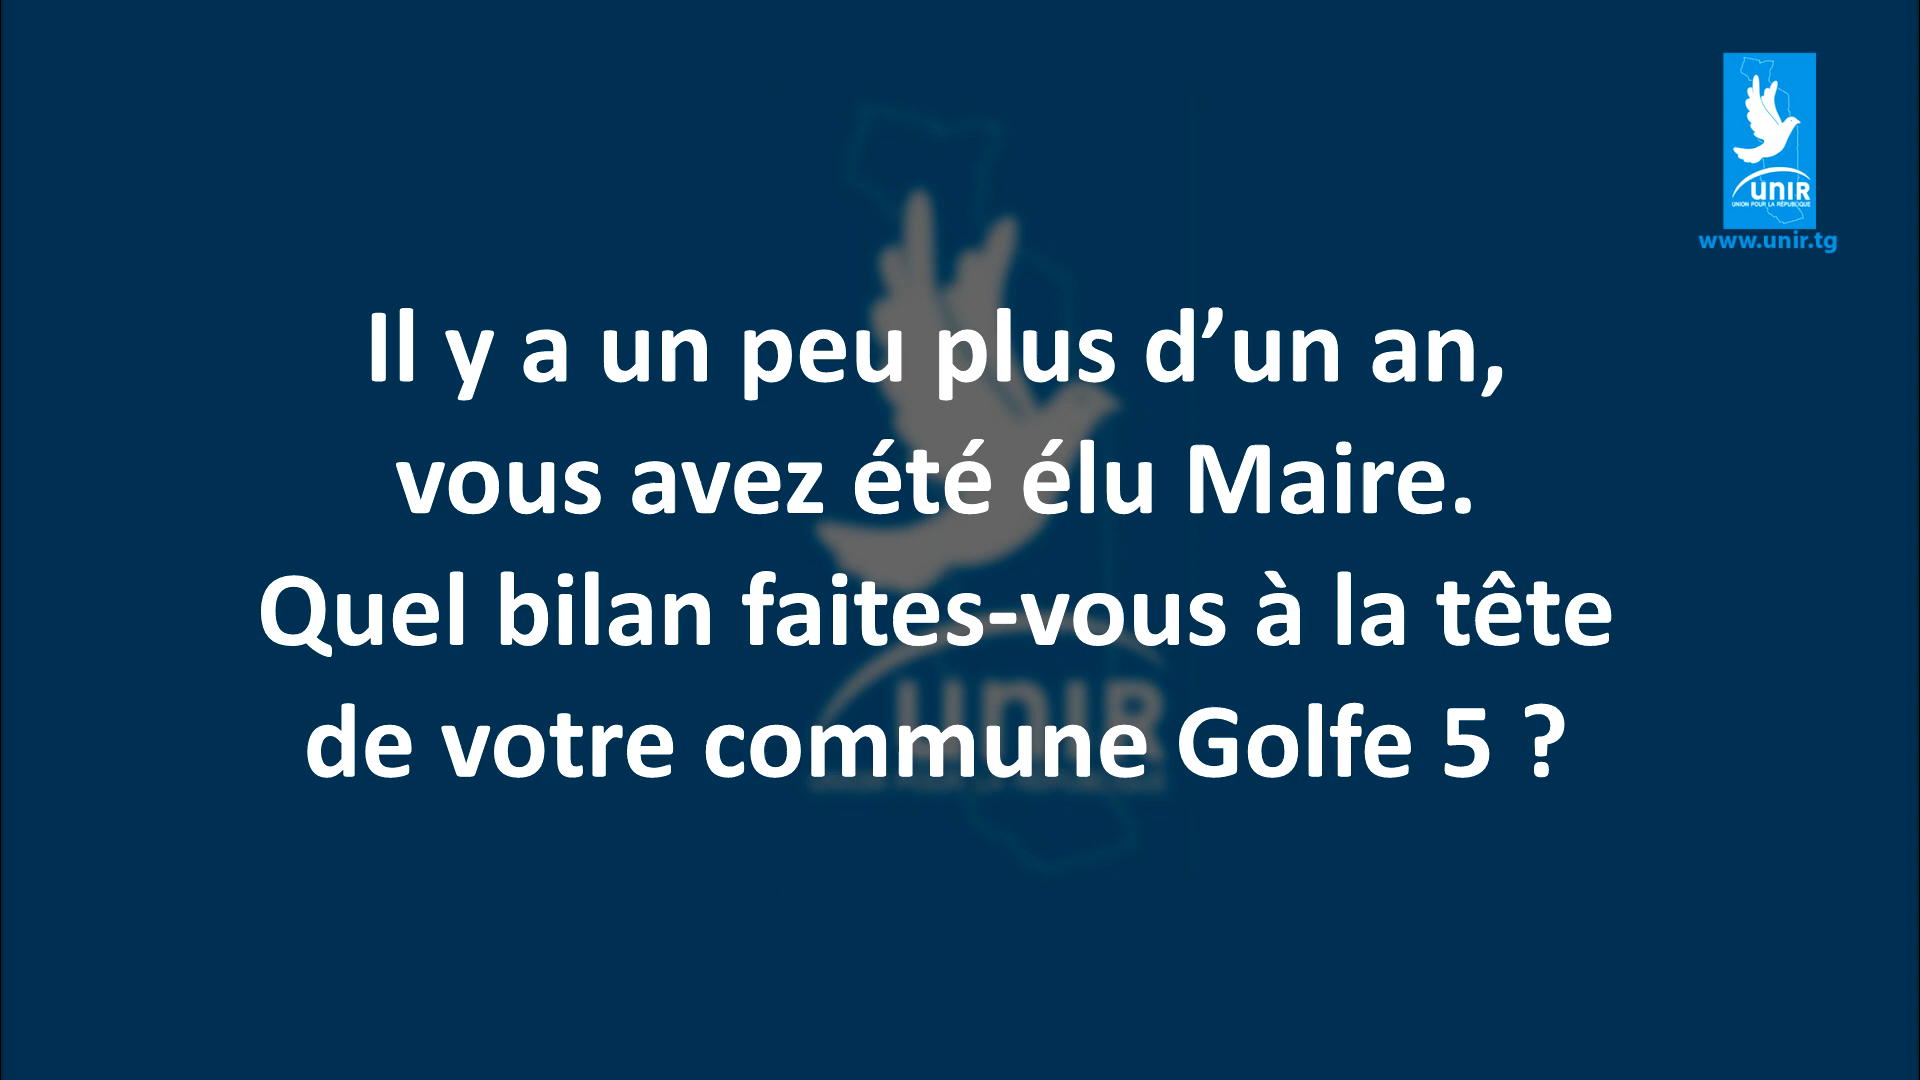 UNIR
UNION POUR LA RÉPUBLIQUE
www.unir.tg
Il y a un peu plus d’un an,
vous avez été élu Maire.
Quel bilan faites-vous à la tête
de votre commune Golfe 5 ?
UNIR